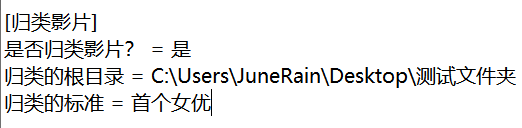 [归类影片]
是否归类影片？ = 是
归类的根目录 = C:\Users\JuneRain\Desktop\测试文件夹
归类的标准 = 首个女优